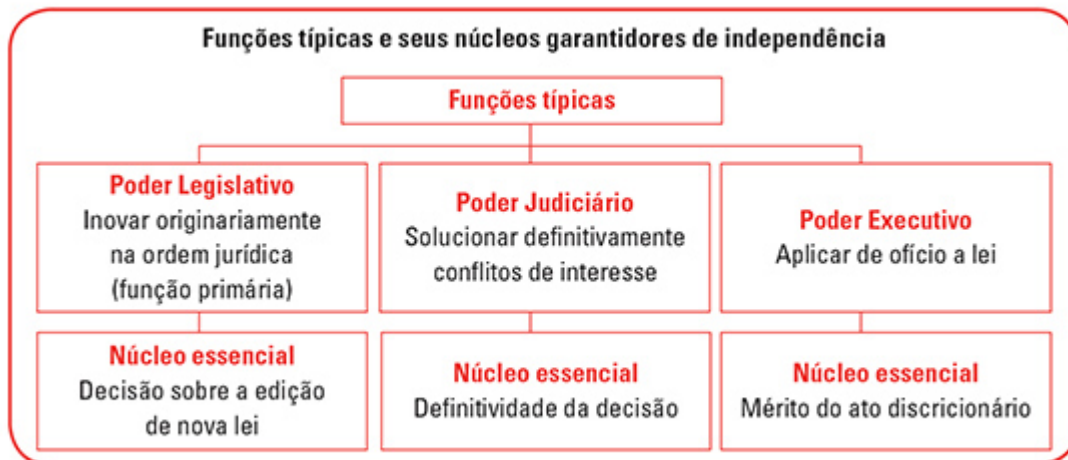 Funções típicas e seus núcleos garantidores de independência
Funções típicas
Poder Legislativo
Inovar originariamente
na ordem jurídica
(função primária)
Poder Judiciário
Solucionar definitivamente
conflitos de interesse
Poder Executivo
Aplicar de ofício a lei
Núcleo essencial
Decisão sobre a edição
de nova lei
Núcleo essencial
Definitividade da decisão
Núcleo essencial
Mérito do ato discricionário